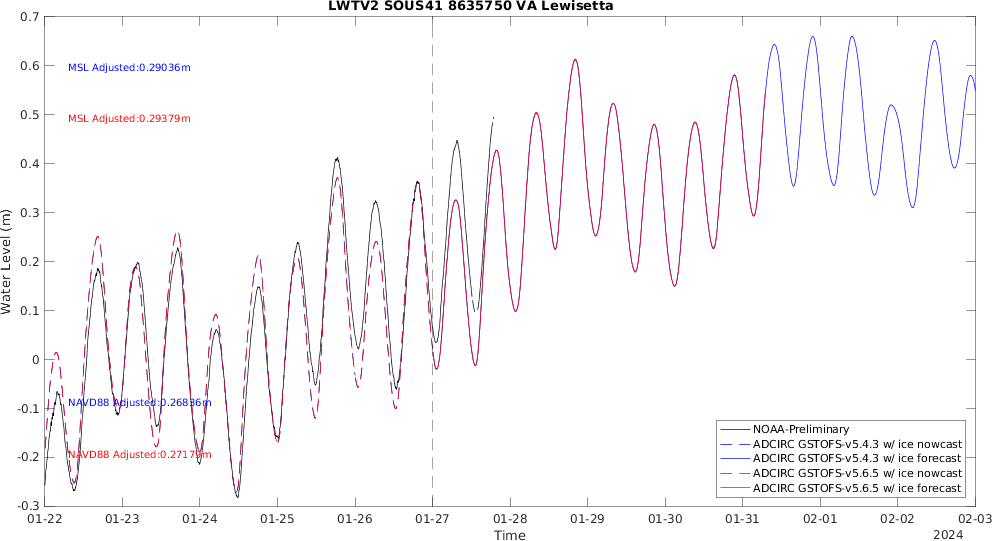 LWTV2 SOUS41 8635750 VA Lewisetta
0.7
0.6
0.5
0.4
0.3
0.2
0.1
0
-0.1
-0.2
-0.3
Water Level (m)
MSL Adjusted:0.29036m
MSL Adjusted:0.29379m
NAVD88 Adjusted:0.26836m
NAVD88 Adjusted:0.27179m
NOAA-Preliminary
ADCIRC GSTOFS-v5.4.3 w/ ice nowcast
ADCIRC GSTOFS-v5.4.3 w/ ice forecast
ADCIRC GSTOFS-v5.6.5 w/ ice nowcast
ADCIRC GSTOFS-v5.6.5 w/ ice forecast
01-22 01-23 01-24 01-25 01-26 01-27 01-28 01-29 01-30 01-31 02-01 02-02 02-03
Time
2024